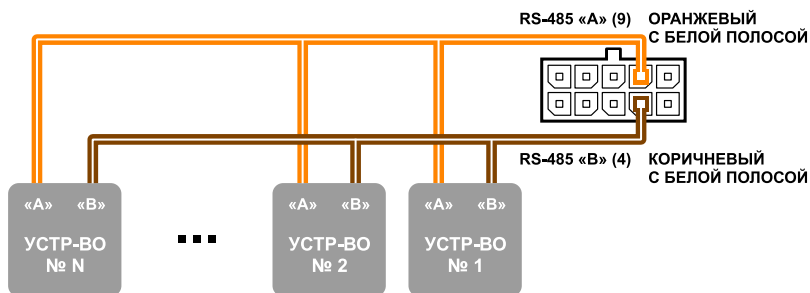 RS-485 «A» (9) ОРАНЖЕВЫЙ
С БЕЛОЙ ПОЛОСОЙ
RS-485 «B» (4) КОРИЧНЕВЫЙ
С БЕЛОЙ ПОЛОСОЙ
«A» «B»
УСТР-ВО
№ N
...
«A» «B»
УСТР-ВО
№ 2
«A» «B»
УСТР-ВО
№ 1